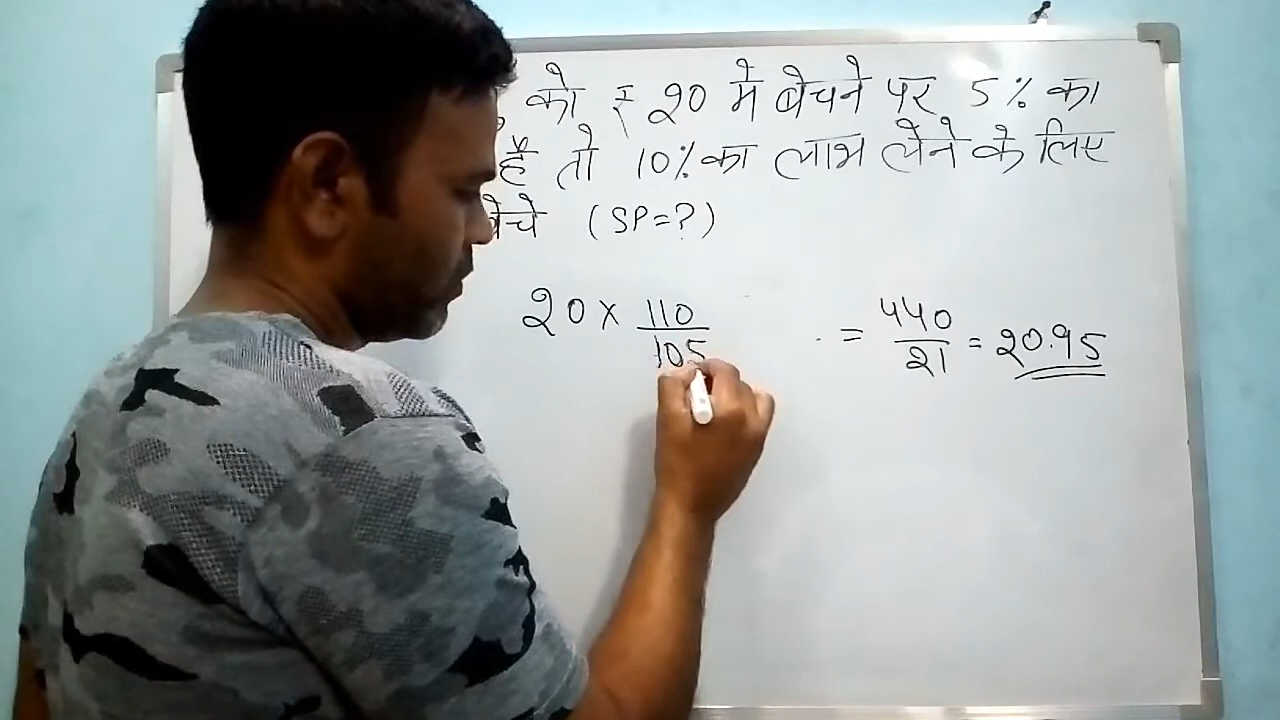 को ₹ 20 में बेचने पर 5% का
है तो 10% का लाभ लेने के लिए
बेचे (SP=?)
20 × 110/105 = 440/21 = 20.95